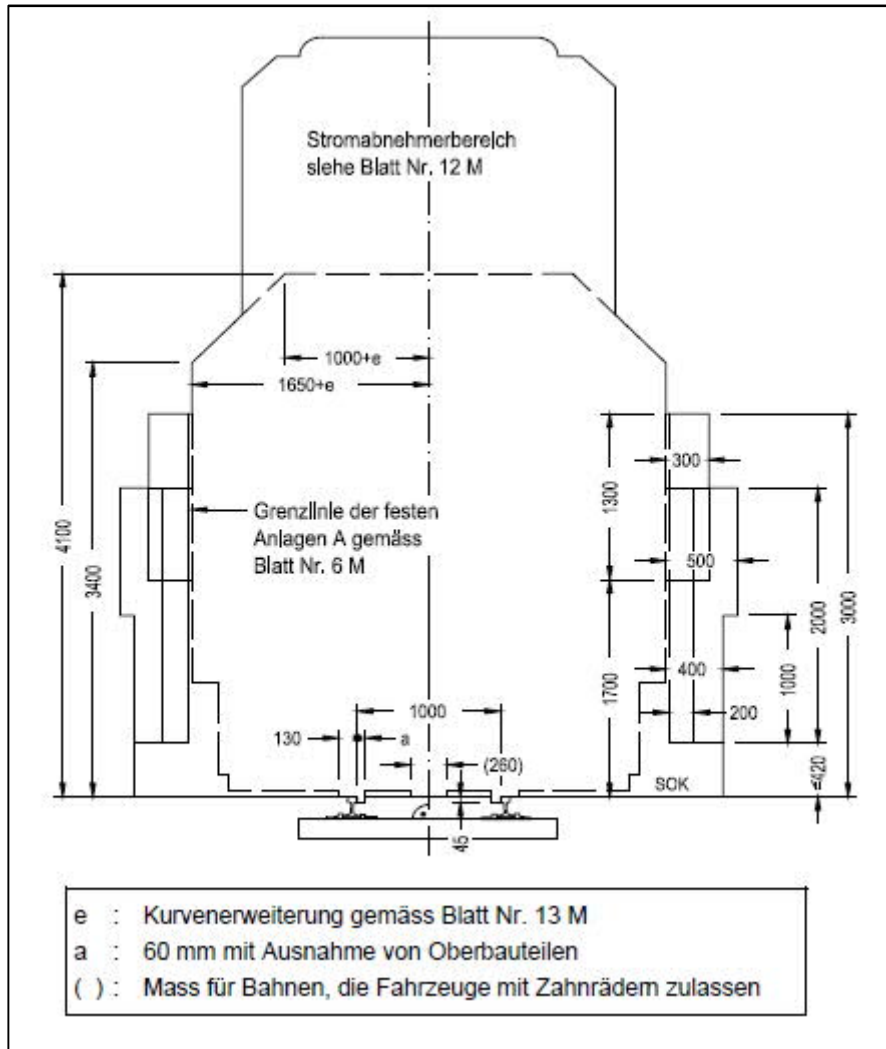 Stromabnehmerbereich
siehe Blatt Nr. 12 M
1000+e
1650+e
300
1300
Grenzlinie der festen
Anlagen A gemäss
Blatt Nr. 6 M
4100
3400
500
2000
3000
1700
400
1000
1000
200
130
a
(260)
SOK
≤420
45
e : Kurvenerweiterung gemäss Blatt Nr. 13 M
a : 60 mm mit Ausnahme von Oberbauteilen
( ) : Mass für Bahnen, die Fahrzeuge mit Zahnrädern zulassen